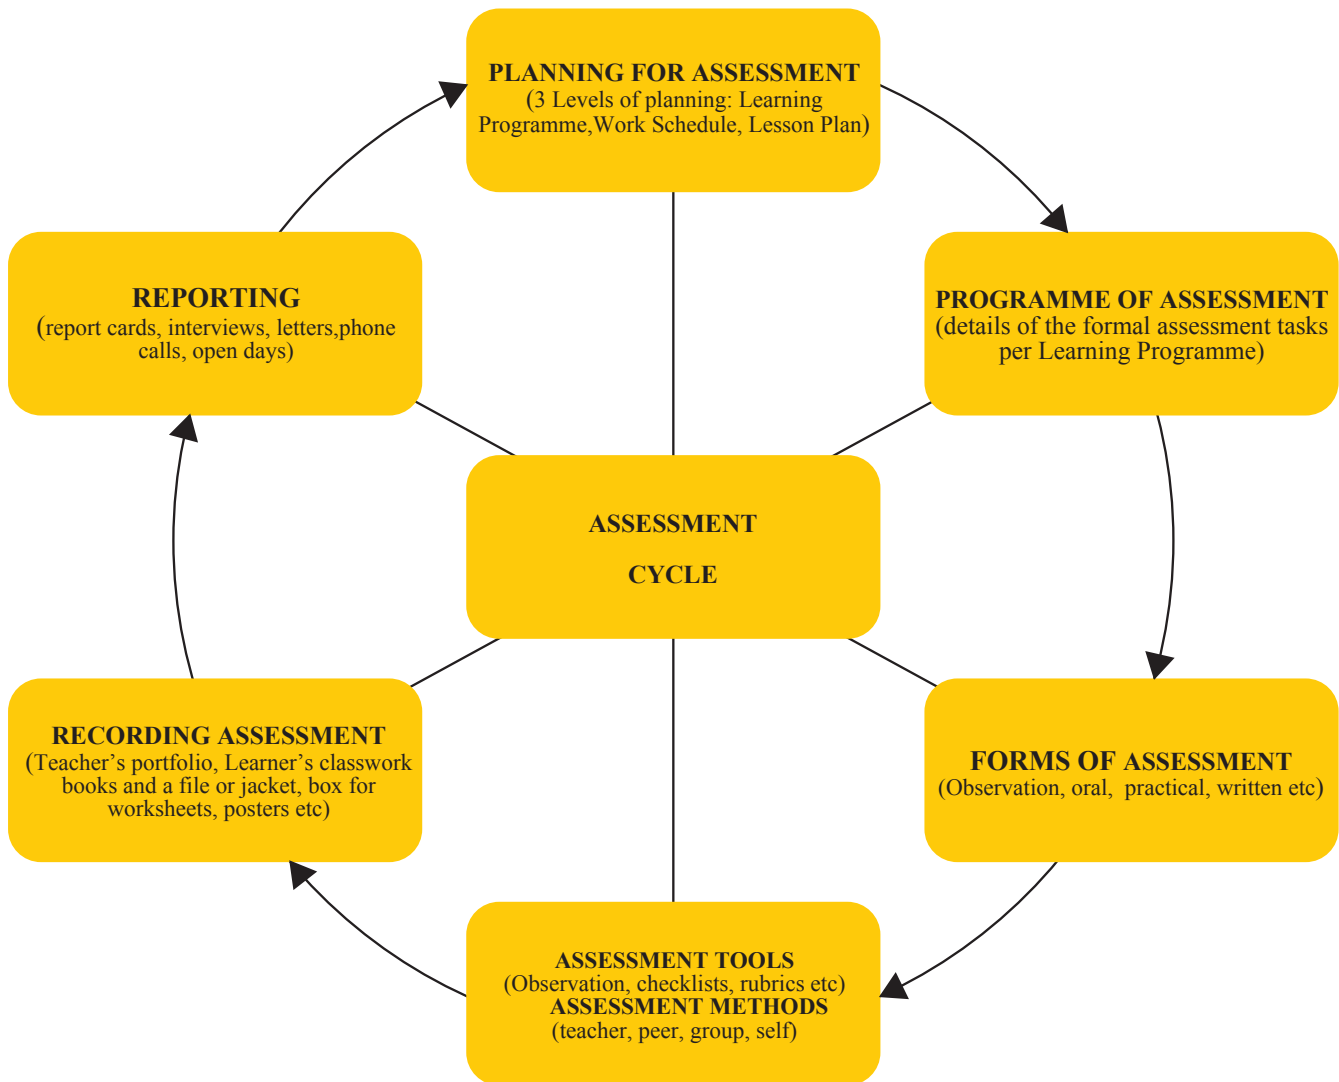 PLANNING FOR ASSESSMENT
(3 Levels of planning: Learning
Programme,Work Schedule, Lesson Plan)
PROGRAMME OF ASSESSMENT
(details of the formal assessment tasks
per Learning Programme)
FORMS OF ASSESSMENT
(Observation, oral, practical, written etc)
ASSESSMENT TOOLS
(Observation, checklists, rubrics etc)
ASSESSMENT METHODS
(teacher, peer, group, self)
RECORDING ASSESSMENT
(Teacher’s portfolio, Learner’s classwork
books and a file or jacket, box for
worksheets, posters etc)
REPORTING
(report cards, interviews, letters,phone
calls, open days)
ASSESSMENT
CYCLE